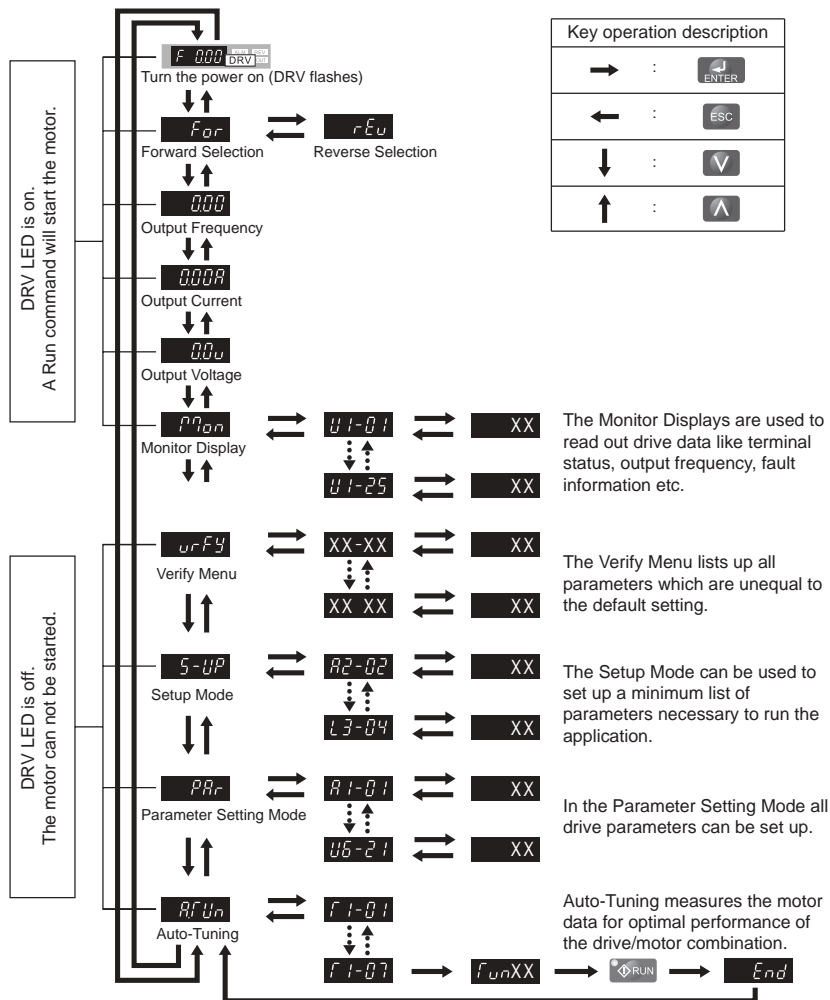 F 0.00
DRV
Turn the power on (DRV flashes)
For
Forward Selection
rEv
Reverse Selection
0.00
Output Frequency
0.00A
Output Current
0.0v
Output Voltage
Mon
Monitor Display
DRV LED is on.
A Run command will start the motor.
Key operation description
: ENTER
: ESC
: V
: Λ
U1-01
XX
U1-25
XX
The Monitor Displays are used to
read out drive data like terminal
status, output frequency, fault
information etc.
DRV LED is off.
The motor can not be started.
vrFY
Verify Menu
XX-XX
XX
XX XX
XX
The Verify Menu lists up all
parameters which are unequal to
the default setting.
S-UP
Setup Mode
A2-02
XX
L3-04
XX
The Setup Mode can be used to
set up a minimum list of
parameters necessary to run the
application.
PAr
Parameter Setting Mode
A1-01
XX
U6-21
XX
In the Parameter Setting Mode all
drive parameters can be set up.
A.TUn
Auto-Tuning
T1-01
T1-07
TunXX
RUN
End
Auto-Tuning measures the motor
data for optimal performance of
the drive/motor combination.